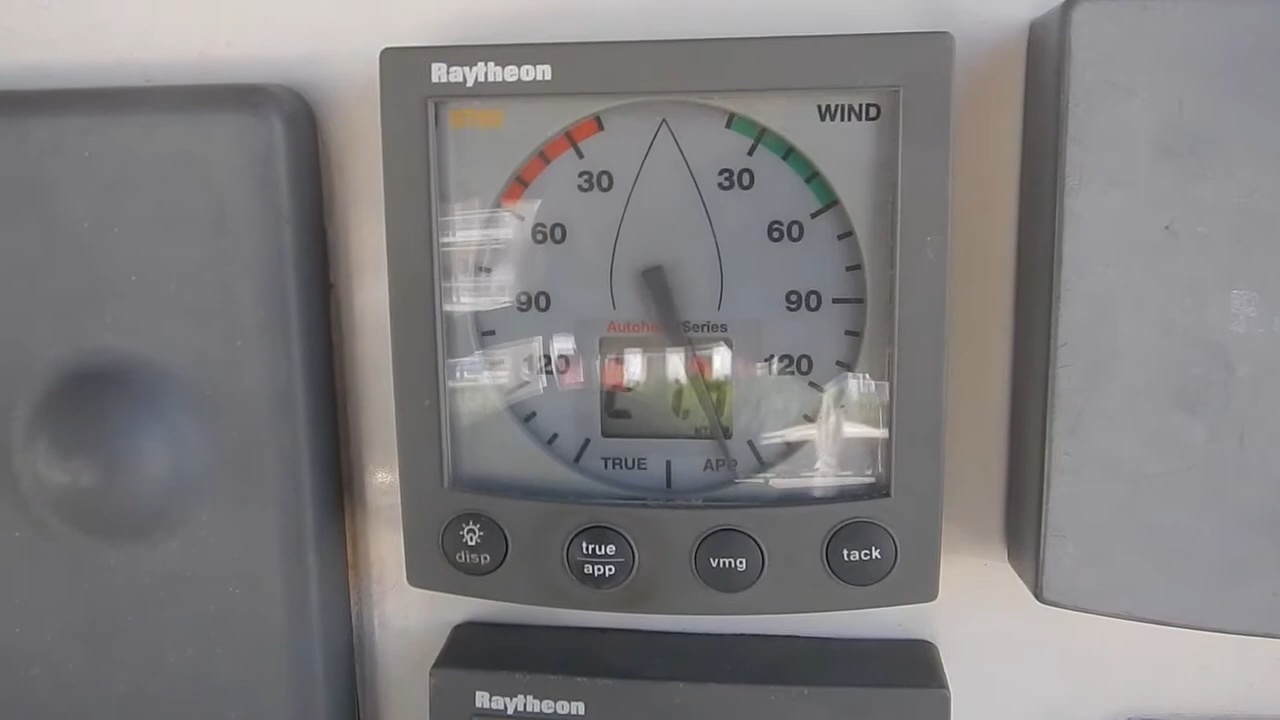 Raytheon
WIND
30 30
60 60
90 90
Series
120 120
TRUE APP
disp
true
app
vmg
tack
Raytheon